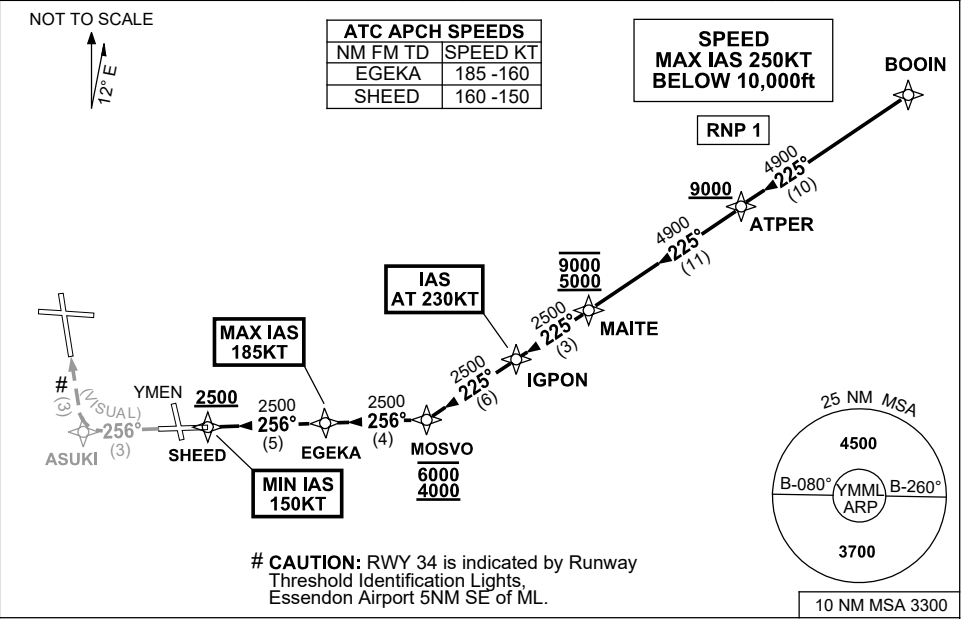 NOT TO SCALE
12° E
ATC APCH SPEEDS
NM FM TD SPEED KT
EGEKA 185 -160
SHEED 160 -150
SPEED
MAX IAS 250KT
BELOW 10,000ft
BOOIN
RNP 1
4900
225°
(10)
9000
ATPER
4900
225°
(11)
9000
5000
MAITE
IAS
AT 230KT
2500
225°
(3)
IGPON
2500
225°
(6)
MAX IAS
185KT
MOSVO
6000
4000
2500
256°
(4)
EGEKA
2500
256°
(5)
2500
SHEED
MIN IAS
150KT
YMEN
(VISUAL)
256°
(3)
ASUKI
#
(3)
25 NM MSA
4500
B-080° YMML B-260°
ARP
3700
10 NM MSA 3300
# CAUTION: RWY 34 is indicated by Runway
Threshold Identification Lights,
Essendon Airport 5NM SE of ML.